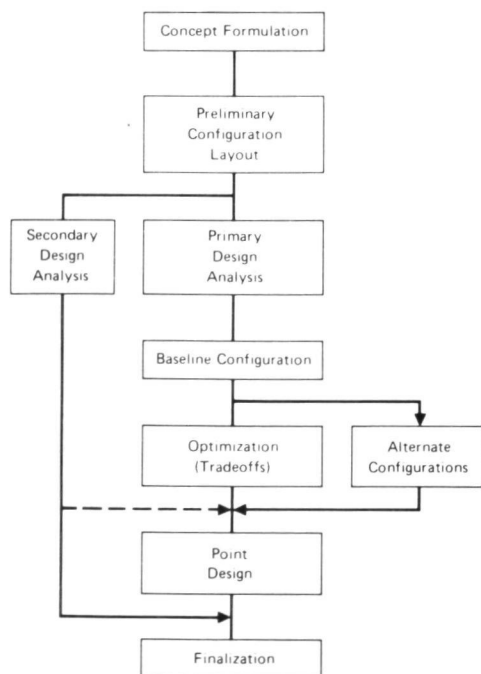 Concept Formulation
Preliminary
Configuration
Layout
Secondary
Design
Analysis
Primary
Design
Analysis
Baseline Configuration
Optimization
(Tradeoffs)
Alternate
Configurations
Point
Design
Finalization